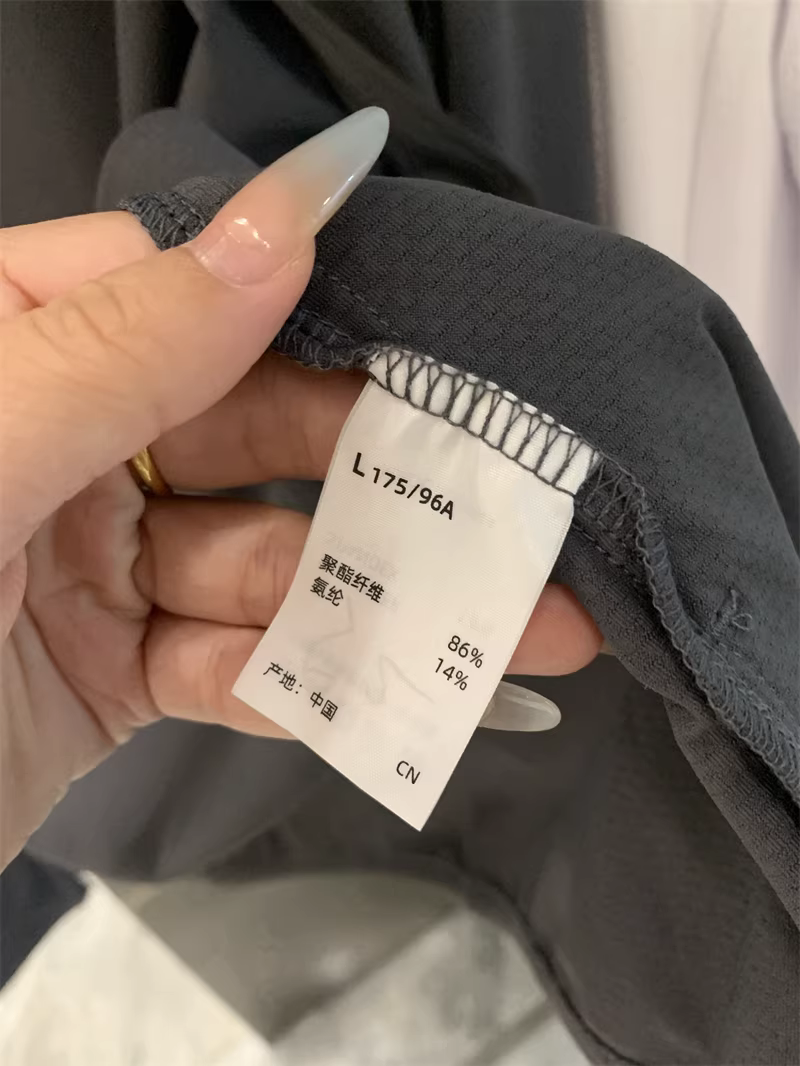 L 175/96A
聚酯纤维 86%
氨纶 14%
产地：中国
CN